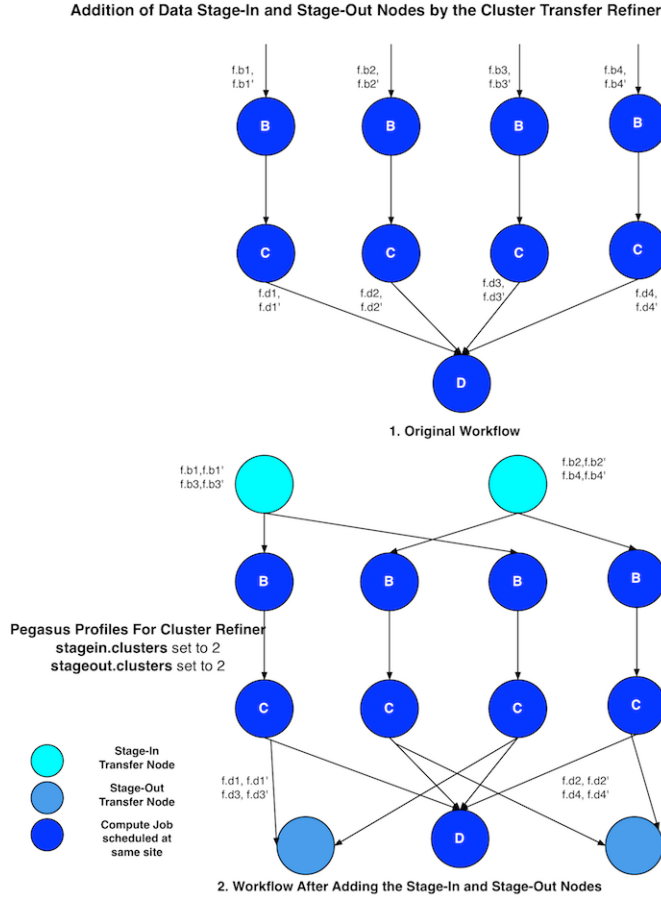 Addition of Data Stage-In and Stage-Out Nodes by the Cluster Transfer Refiner
f.b1,
f.b1'
f.b2,
f.b2'
f.b3,
f.b3'
f.b4,
f.b4'
B
B
B
B
C
C
C
C
f.d1,
f.d1'
f.d2,
f.d2'
f.d3,
f.d3'
f.d4,
f.d4'
D
1. Original Workflow
f.b1,f.b1'
f.b3,f.b3'
f.b2,f.b2'
f.b4,f.b4'
B
B
B
B
Pegasus Profiles For Cluster Refiner
stagein.clusters set to 2
stageout.clusters set to 2
C
C
C
C
Stage-In
Transfer Node
Stage-Out
Transfer Node
Compute Job
scheduled at
same site
f.d1, f.d1'
f.d3, f.d3'
f.d2, f.d2'
f.d4, f.d4'
D
2. Workflow After Adding the Stage-In and Stage-Out Nodes